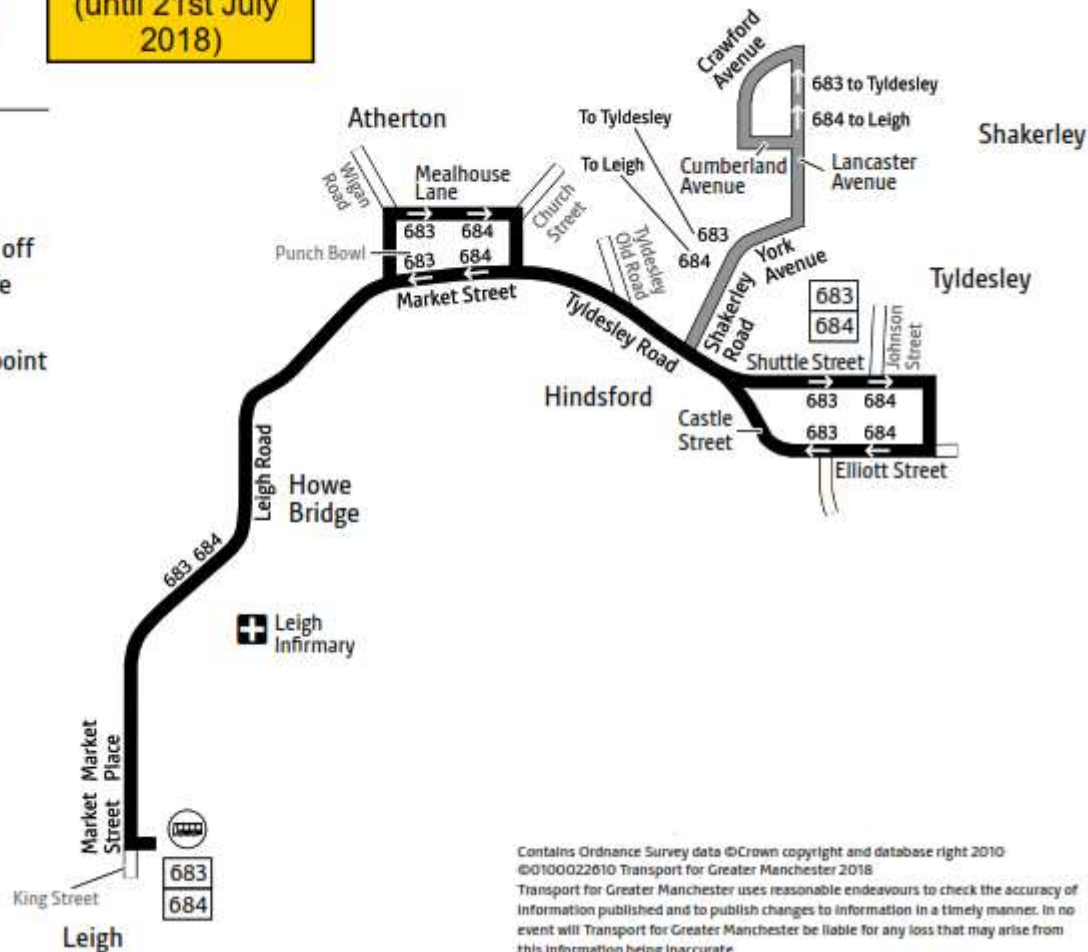 (until 21st July
2018)
off
e
point
Crawford
Avenue
683 to Tyldesley
684 to Leigh
Shakerley
Atherton
To Tyldesley
To Leigh
Cumberland
Avenue
Lancaster
Avenue
Wigan
Road
Mealhouse
Lane
Church
Street
683 684
Punch Bowl
683 684
Market Street
Tyldesley
Old Road
683
684
York
Avenue
Shakerley
Road
Tyldesley
683
684
Johnson
Street
Tyldesley Road
Shuttle Street
683 684
Hindsford
Castle
Street
683 684
Elliott Street
Leigh Road
Howe
Bridge
683 684
Leigh
Infirmary
Market Market
Street Place
683
684
King Street
Leigh
Contains Ordnance Survey data ©Crown copyright and database right 2010
©0100022610 Transport for Greater Manchester 2018
Transport for Greater Manchester uses reasonable endeavours to check the accuracy of
information published and to publish changes to information in a timely manner. In no
event will Transport for Greater Manchester be liable for any loss that may arise from
this information being inaccurate.